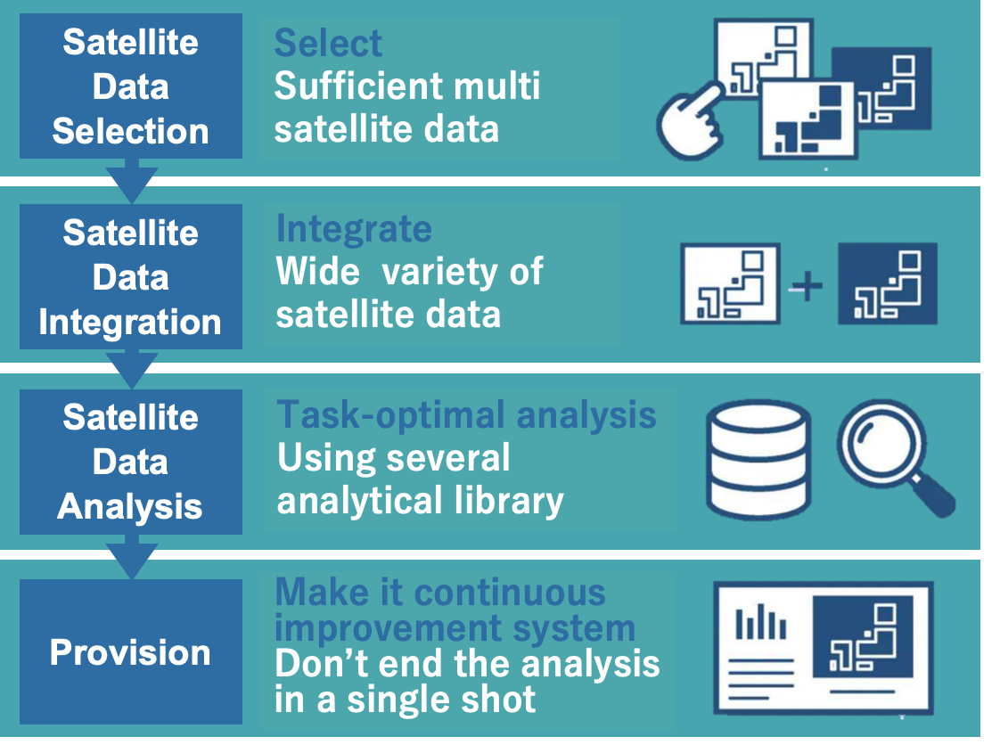 Satellite
Data
Selection
Select
Sufficient multi
satellite data
Satellite
Data
Integration
Integrate
Wide variety of
satellite data
Satellite
Data
Analysis
Task-optimal analysis
Using several
analytical library
Provision
Make it continuous
improvement system
Don't end the analysis
in a single shot